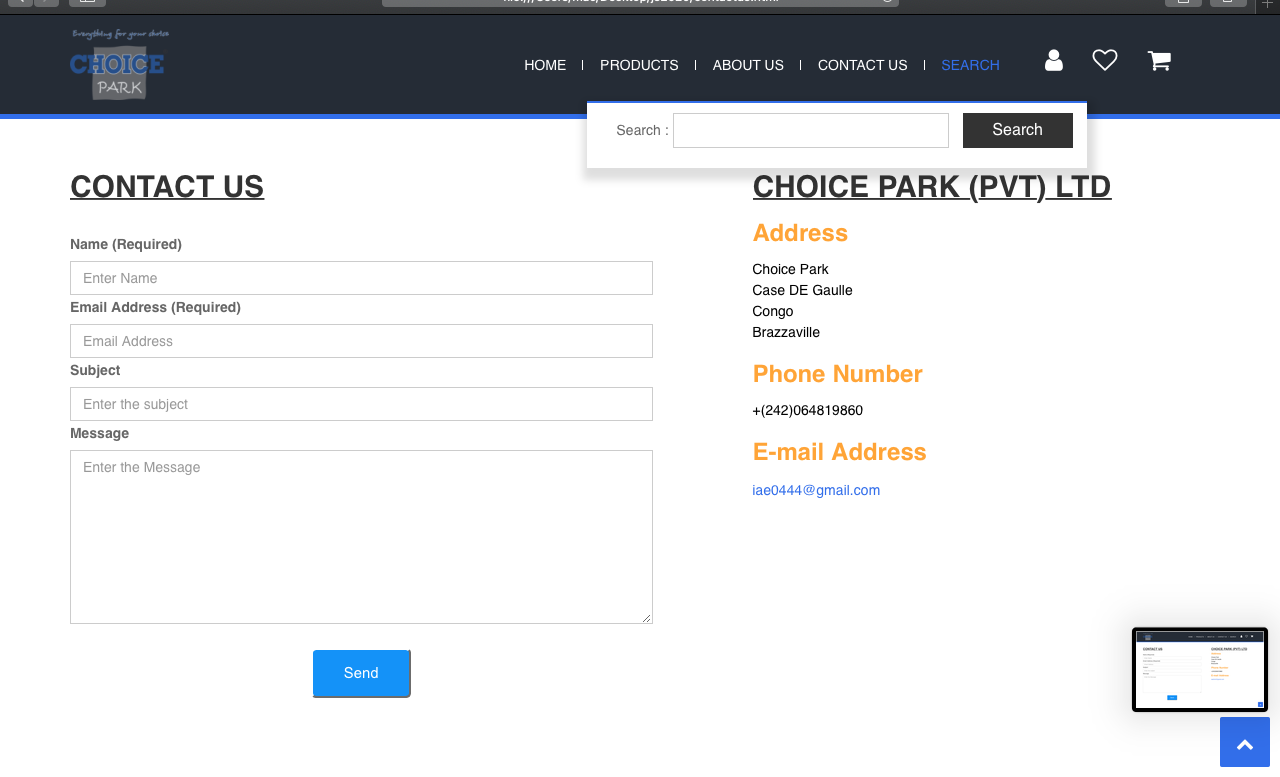 Everything for your choice
CHOICE
PARK
HOME
PRODUCTS
ABOUT US
CONTACT US
SEARCH
Search :
Search
CONTACT US
Name (Required)
Enter Name
Email Address (Required)
Email Address
Subject
Enter the subject
Message
Enter the Message
Send
CHOICE PARK (PVT) LTD
Address
Choice Park
Case DE Gaulle
Congo
Brazzaville
Phone Number
+(242)064819860
E-mail Address
iae0444@gmail.com